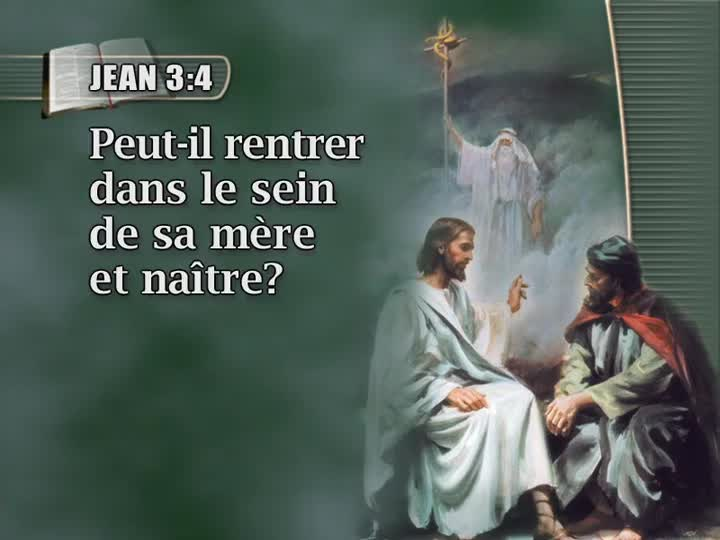 JEAN 3:4
Peut-il rentrer
dans le sein
de sa mère
et naître?